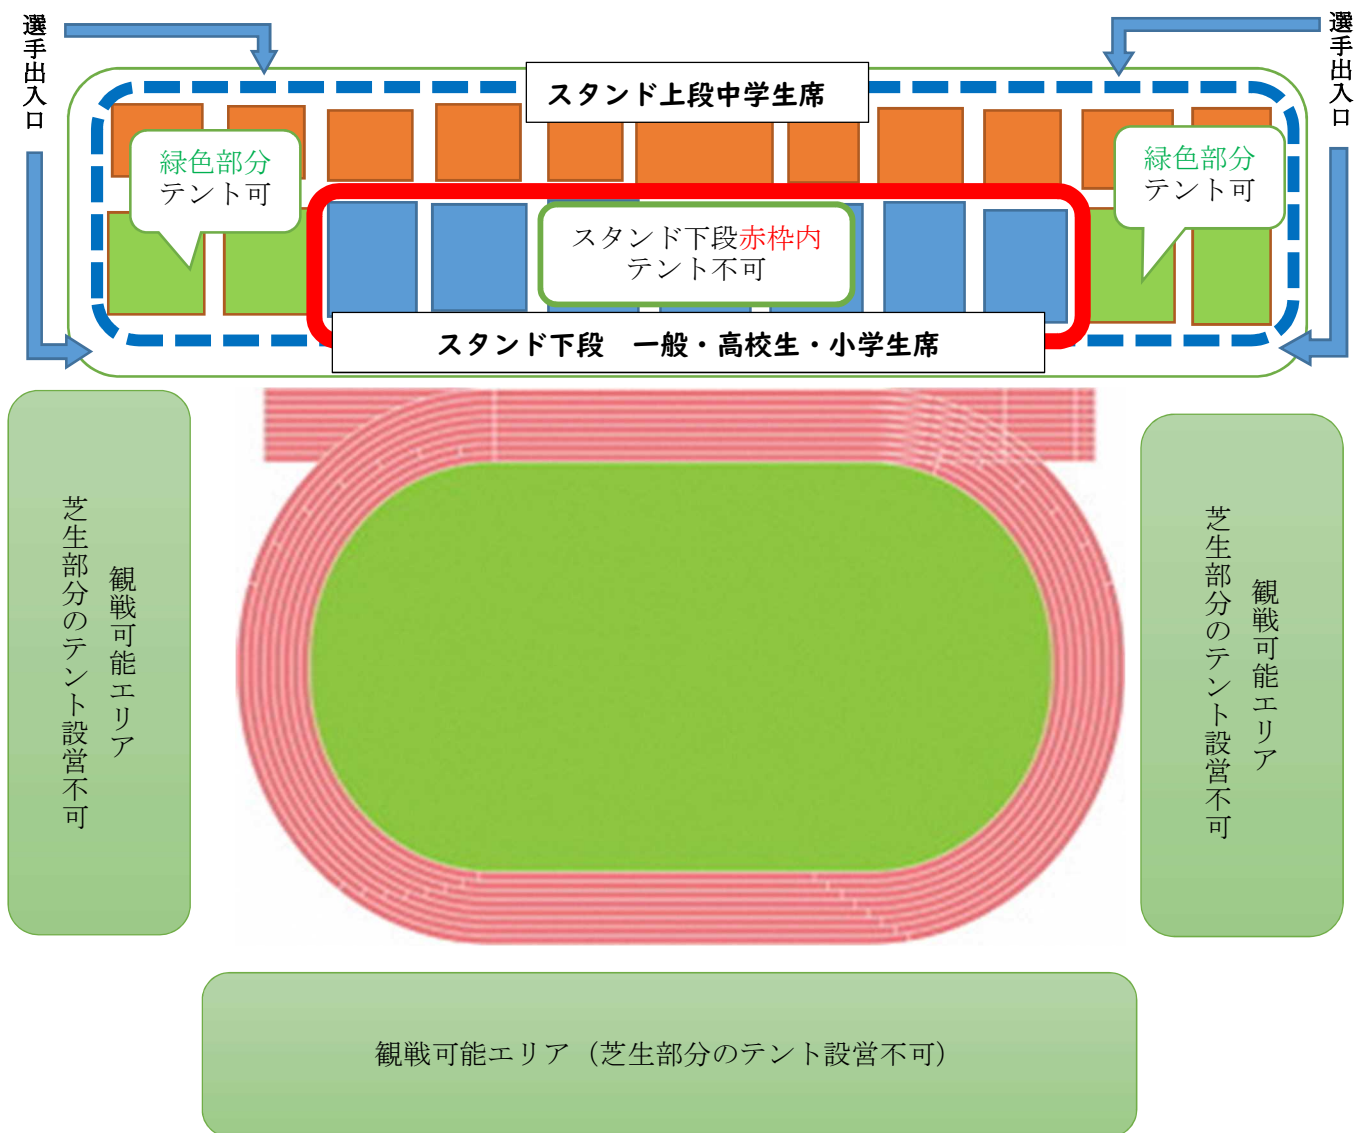 選手出入口
選手出入口
スタンド上段中学生席
緑色部分
テント可
緑色部分
テント可
スタンド下段赤枠内
テント不可
スタンド下段　一般・高校生・小学生席
観戦可能エリア
芝生部分のテント設営不可
観戦可能エリア
芝生部分のテント設営不可
観戦可能エリア（芝生部分のテント設営不可）